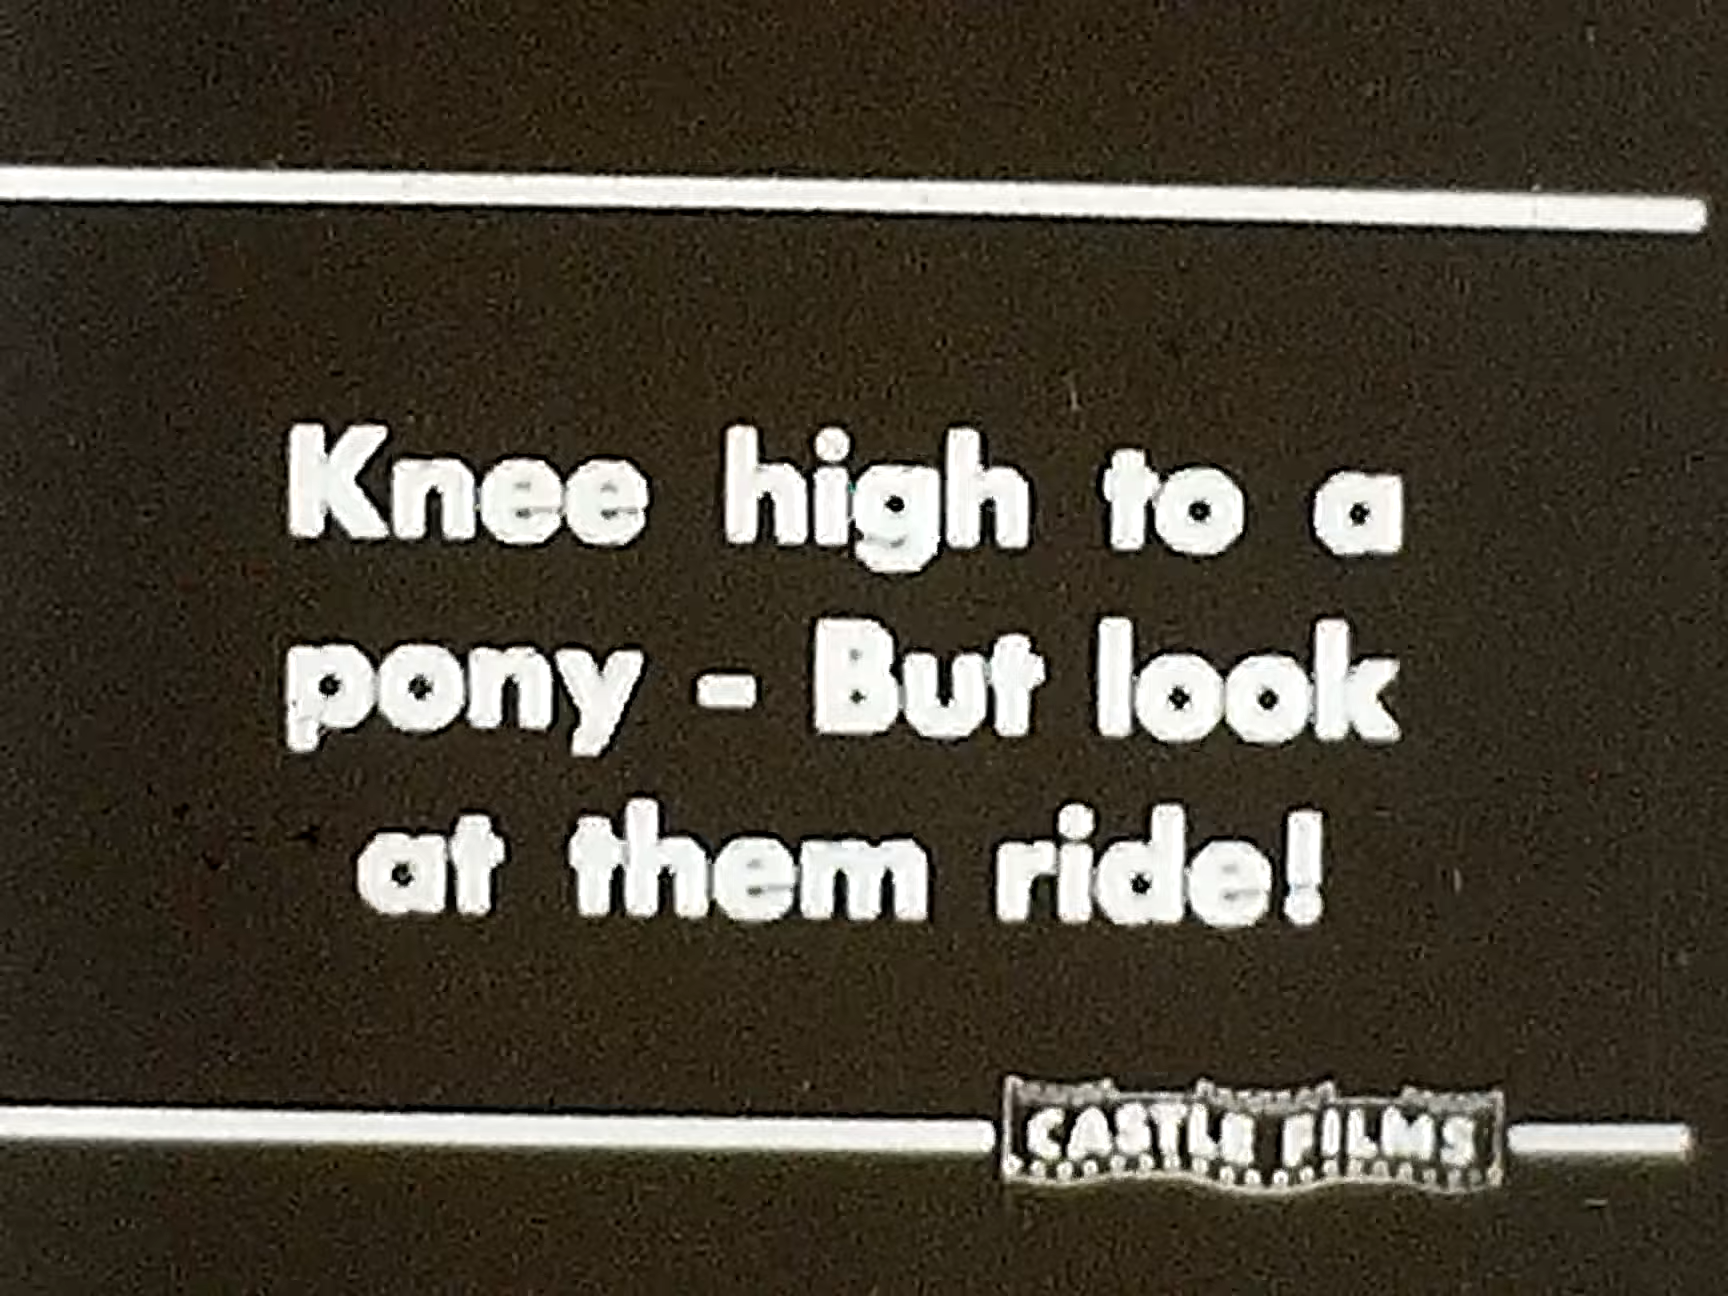 Knee high to a
pony - But look
at them ride!
CASTLE FILMS